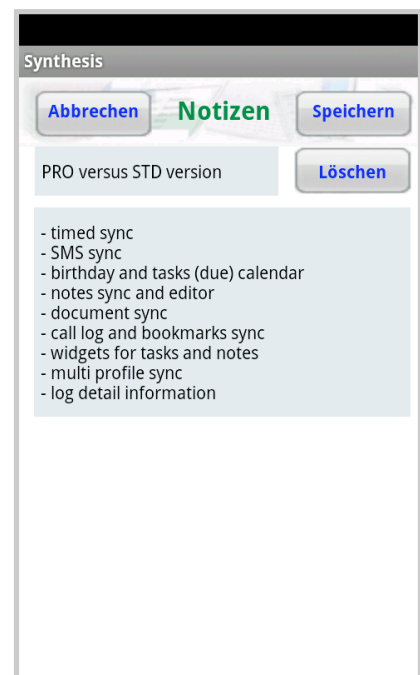 Synthesis
Abbrechen Notizen Speichern
PRO versus STD version Löschen
- timed sync
- SMS sync
- birthday and tasks (due) calendar
- notes sync and editor
- document sync
- call log and bookmarks sync
- widgets for tasks and notes
- multi profile sync
- log detail information